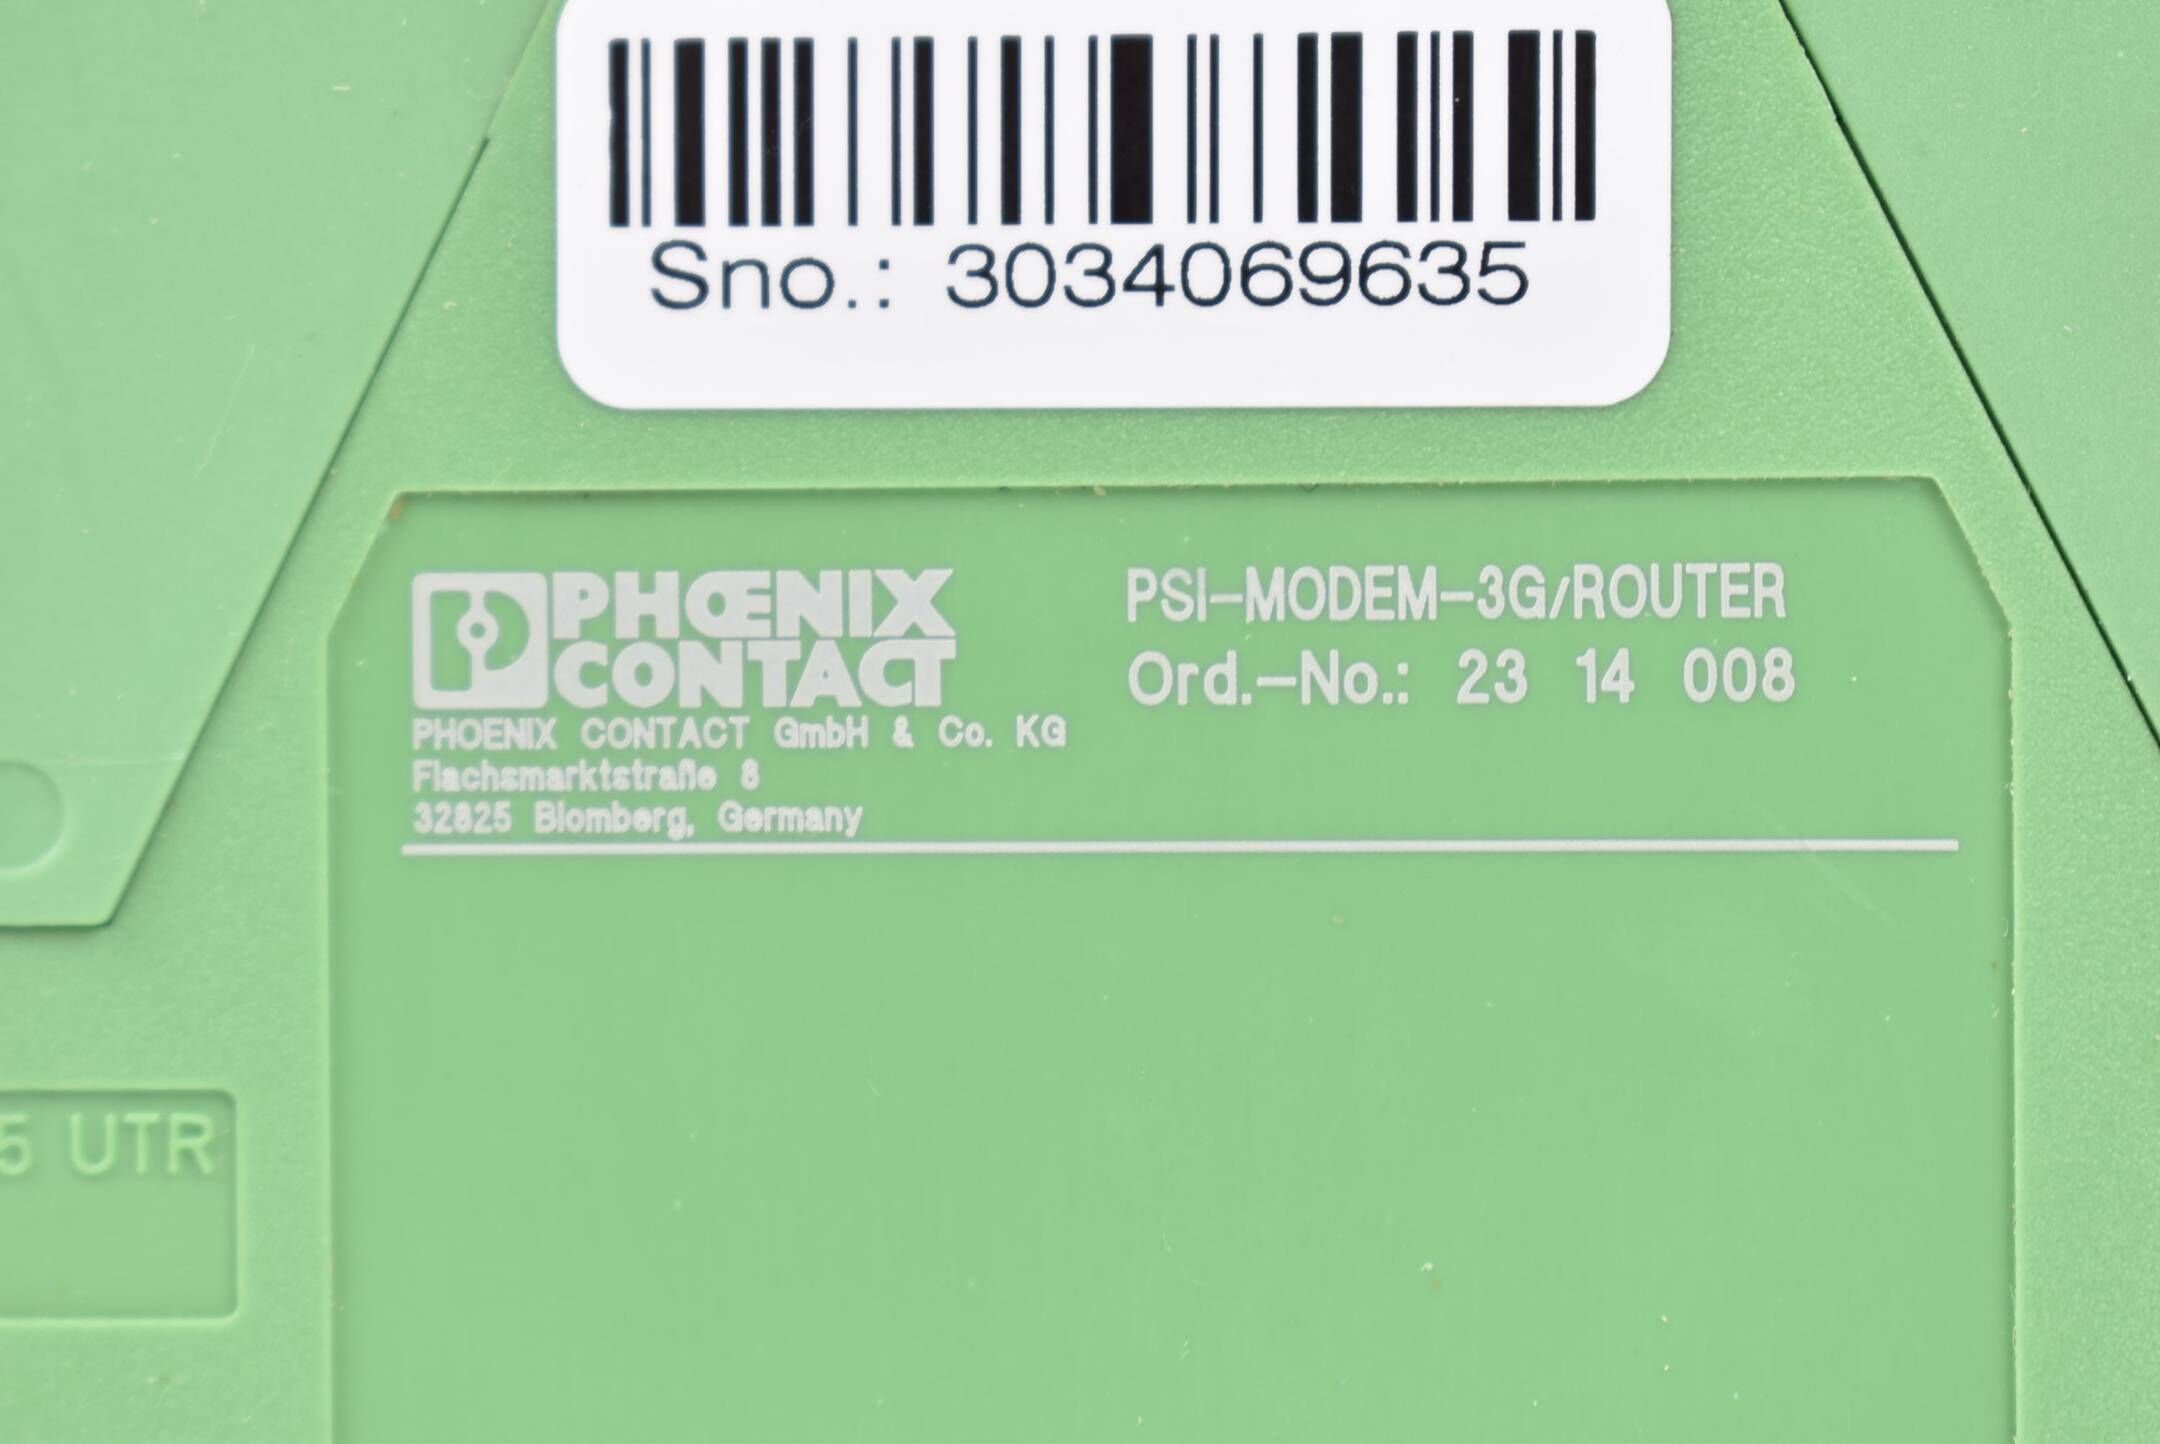 Sno.: 3034069635
PHŒNIX
CONTACT
PSI-MODEM-3G/ROUTER
Ord.-No.: 23 14 008
PHOENIX CONTACT GmbH & Co. KG
Flachsmarktstraße 8
32825 Blomberg, Germany
5 UTR